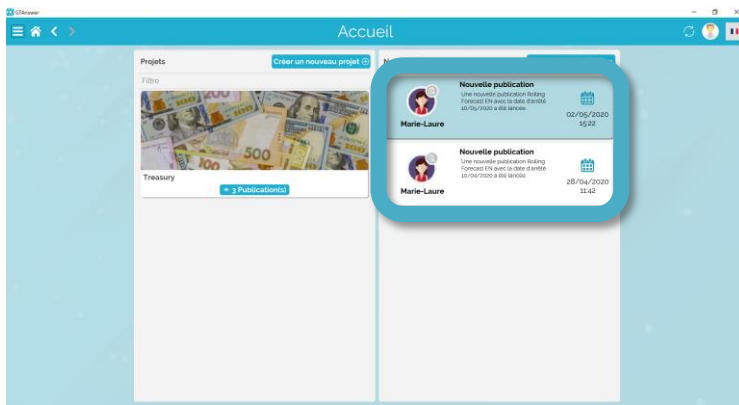 GTAnswer
Accueil
Projets
Créer un nouveau projet
Filtre
Treasury
3 Publication(s)
Nouvelle publication
Une nouvelle publication Rolling
Forecast EN avec la date d'arrêté
10/05/2020 a été lancée.
Marie-Laure
02/05/2020
15:22
Nouvelle publication
Une nouvelle publication Rolling
Forecast EN avec la date d'arrêté
10/04/2020 a été lancée.
Marie-Laure
28/04/2020
11:42